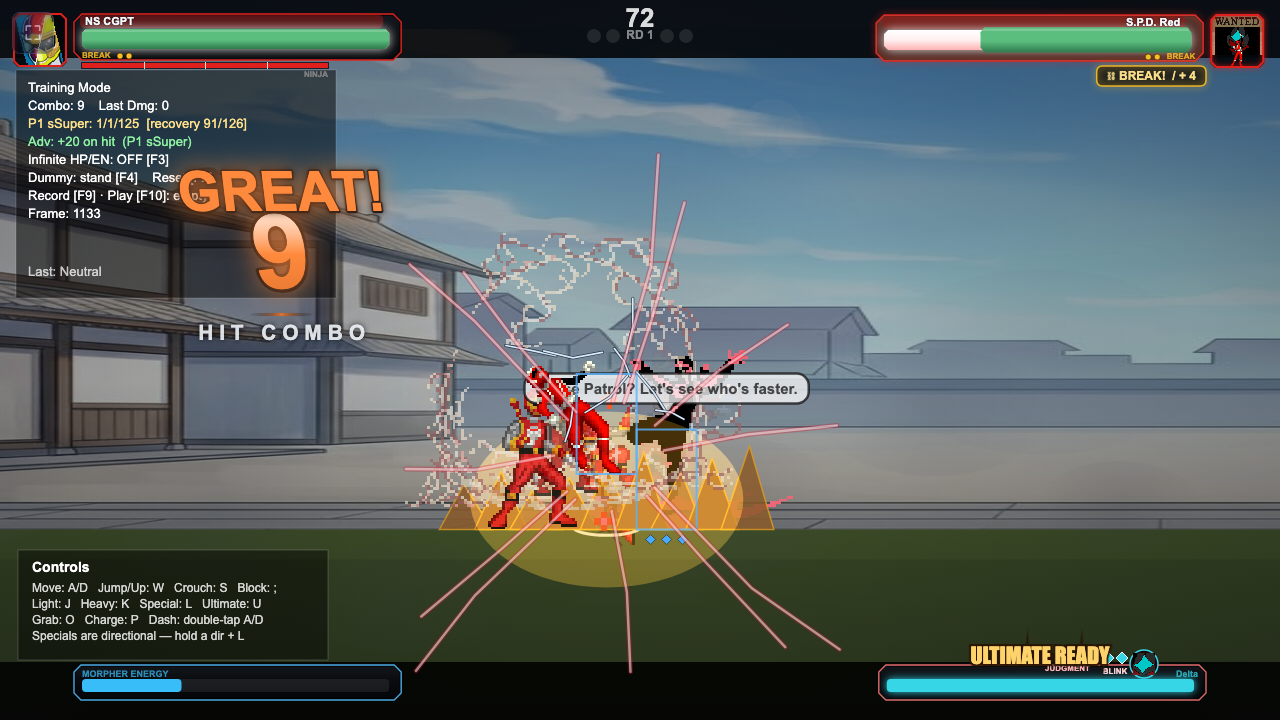 NS CGPT
72
RD 1
S.P.D. Red
WANTED
BREAK
BREAK
NINJA
BREAK! / + 4
Training Mode
Combo: 9 Last Dmg: 0
P1 sSuper: 1/1/125 [recovery 91/126]
Adv: +20 on hit (P1 sSuper)
Infinite HP/EN: OFF [F3]
Dummy: stand [F4]
Record [F9] · Play [F10]:
Frame: 1133
Last: Neutral
GREAT!
9
HIT COMBO
Patrol? Let's see who's faster.
Controls
Move: A/D Jump/Up: W Crouch: S Block: ;
Light: J Heavy: K Special: L Ultimate: U
Grab: O Charge: P Dash: double-tap A/D
Specials are directional — hold a dir + L
MORPHER ENERGY
ULTIMATE READY
JUDGMENT
BLINK
Delta